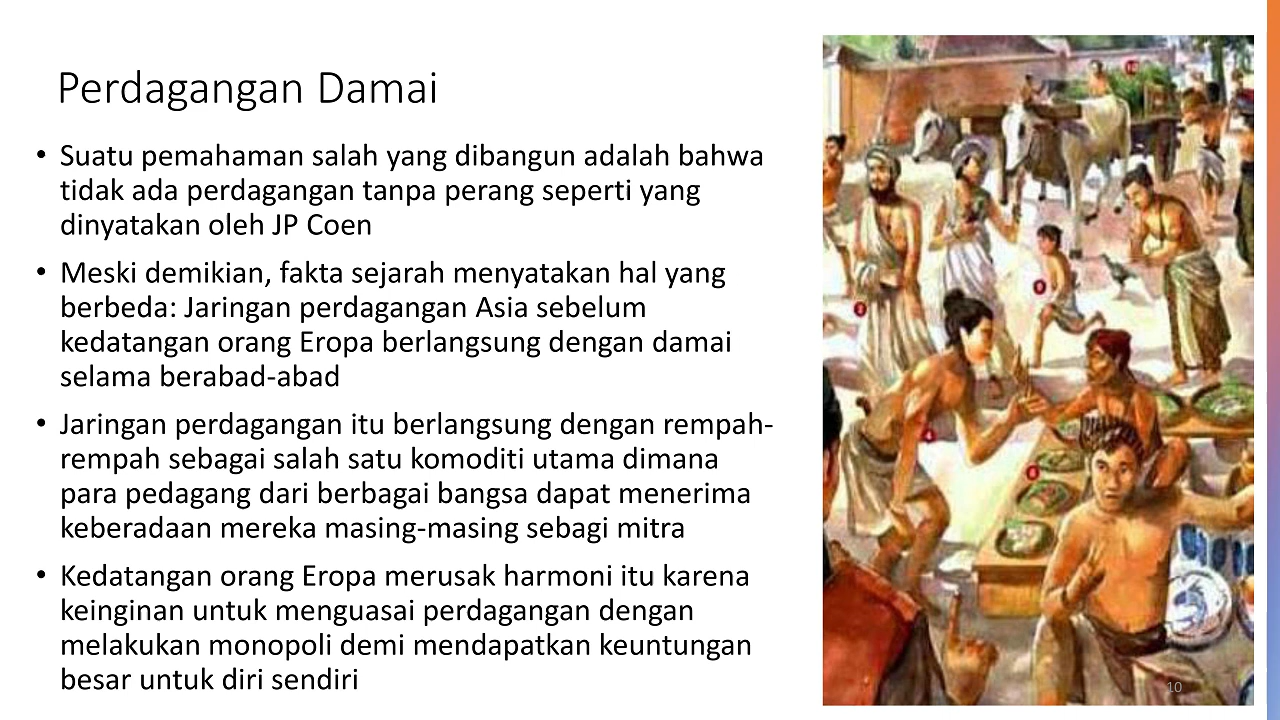 Perdagangan Damai
• Suatu pemahaman salah yang dibangun adalah bahwa
tidak ada perdagangan tanpa perang seperti yang
dinyatakan oleh JP Coen
• Meski demikian, fakta sejarah menyatakan hal yang
berbeda: Jaringan perdagangan Asia sebelum
kedatangan orang Eropa berlangsung dengan damai
selama berabad-abad
• Jaringan perdagangan itu berlangsung dengan rempah-
rempah sebagai salah satu komoditi utama dimana
para pedagang dari berbagai bangsa dapat menerima
keberadaan mereka masing-masing sebagi mitra
• Kedatangan orang Eropa merusak harmoni itu karena
keinginan untuk menguasai perdagangan dengan
melakukan monopoli demi mendapatkan keuntungan
besar untuk diri sendiri
10